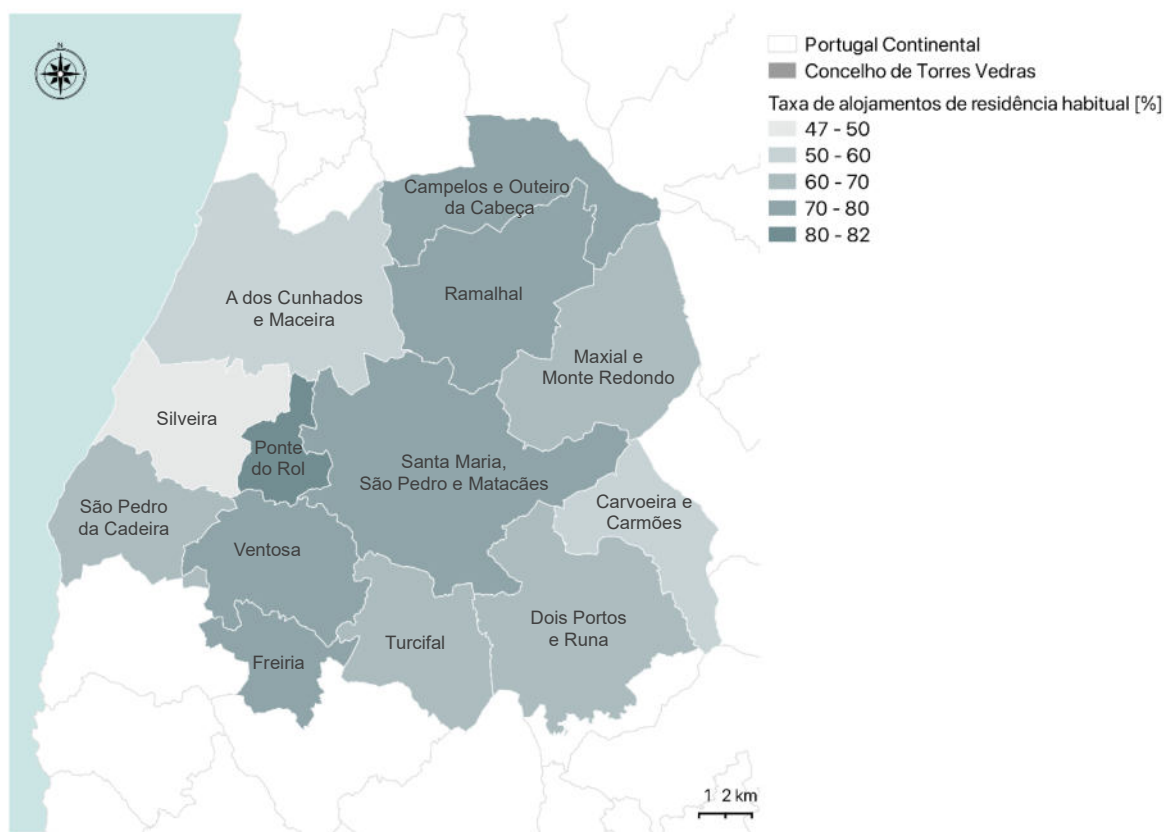 N
Portugal Continental
Concelho de Torres Vedras
Taxa de alojamentos de residência habitual [%]
47 - 50
50 - 60
60 - 70
70 - 80
80 - 82
Campelos e Outeiro
da Cabeça
Ramalhal
A dos Cunhados
e Maceira
Maxial e
Monte Redondo
Silveira
Ponte
do Rol
Santa Maria,
São Pedro e Matacães
Carvoeira e
Carmões
São Pedro
da Cadeira
Ventosa
Dois Portos
e Runa
Turcifal
Freiria
1 2 km